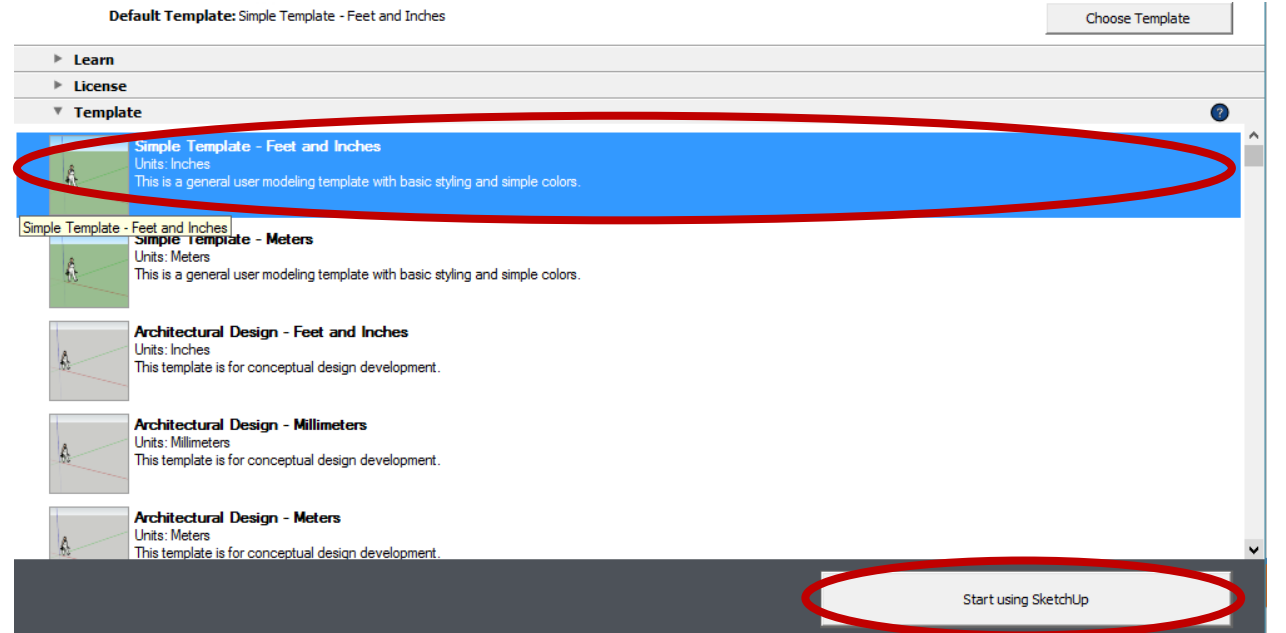 Default Template: Simple Template - Feet and Inches
Choose Template
Learn
License
Template
?
Simple Template - Feet and Inches
Units: Inches
This is a general user modeling template with basic styling and simple colors.
Simple Template - Feet and Inches
Simple Template - Meters
Units: Meters
This is a general user modeling template with basic styling and simple colors.
Architectural Design - Feet and Inches
Units: Inches
This template is for conceptual design development.
Architectural Design - Millimeters
Units: Millimeters
This template is for conceptual design development.
Architectural Design - Meters
Units: Meters
This template is for conceptual design development.
Start using SketchUp